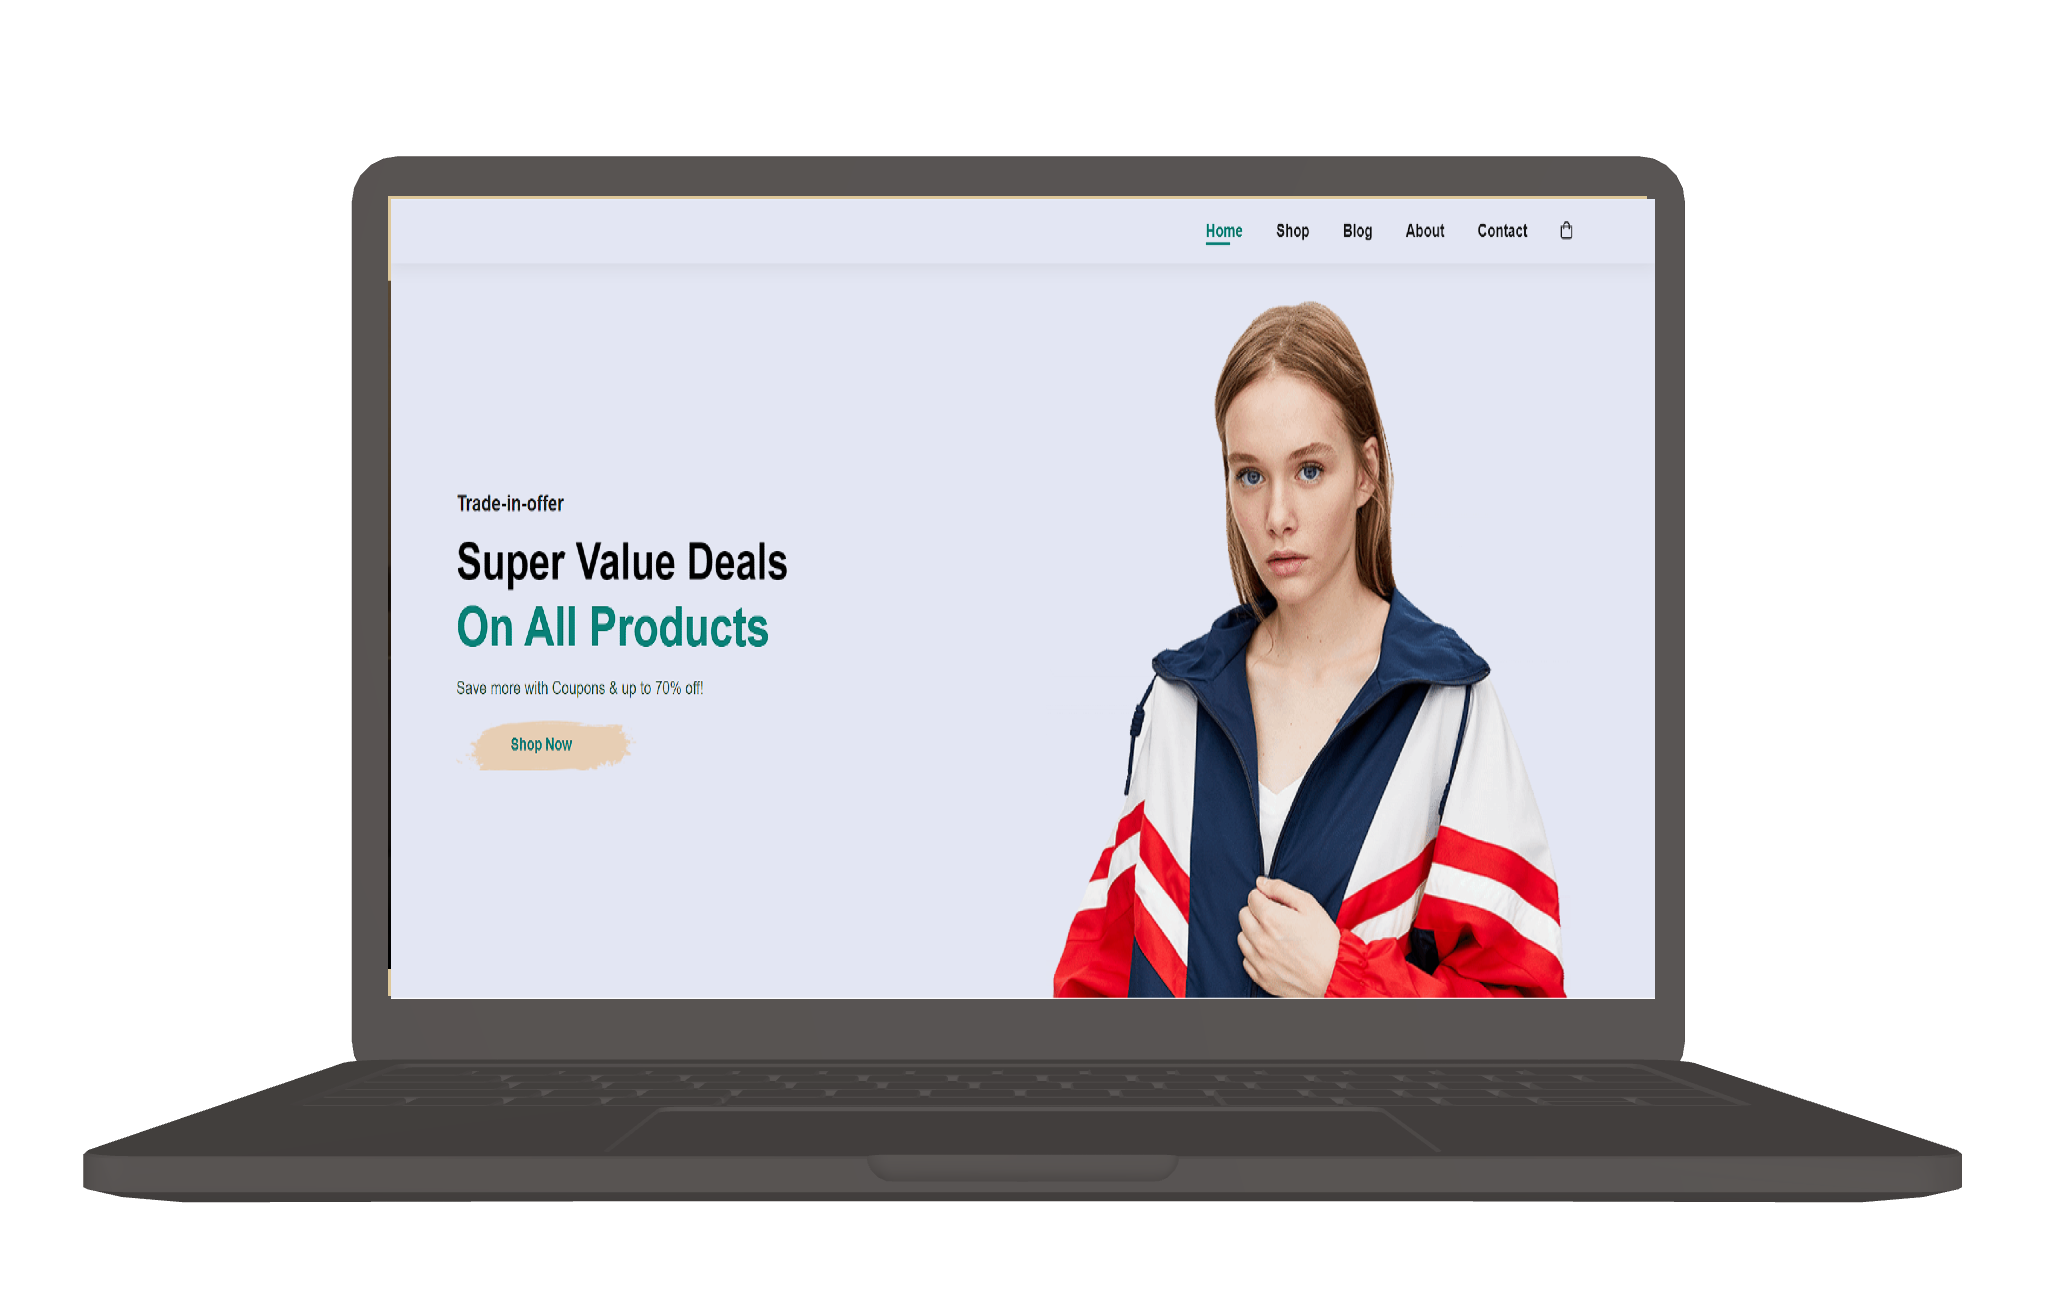 Home Shop Blog About Contact
Trade-in-offer
Super Value Deals
On All Products
Save more with Coupons & up to 70% off!
Shop Now